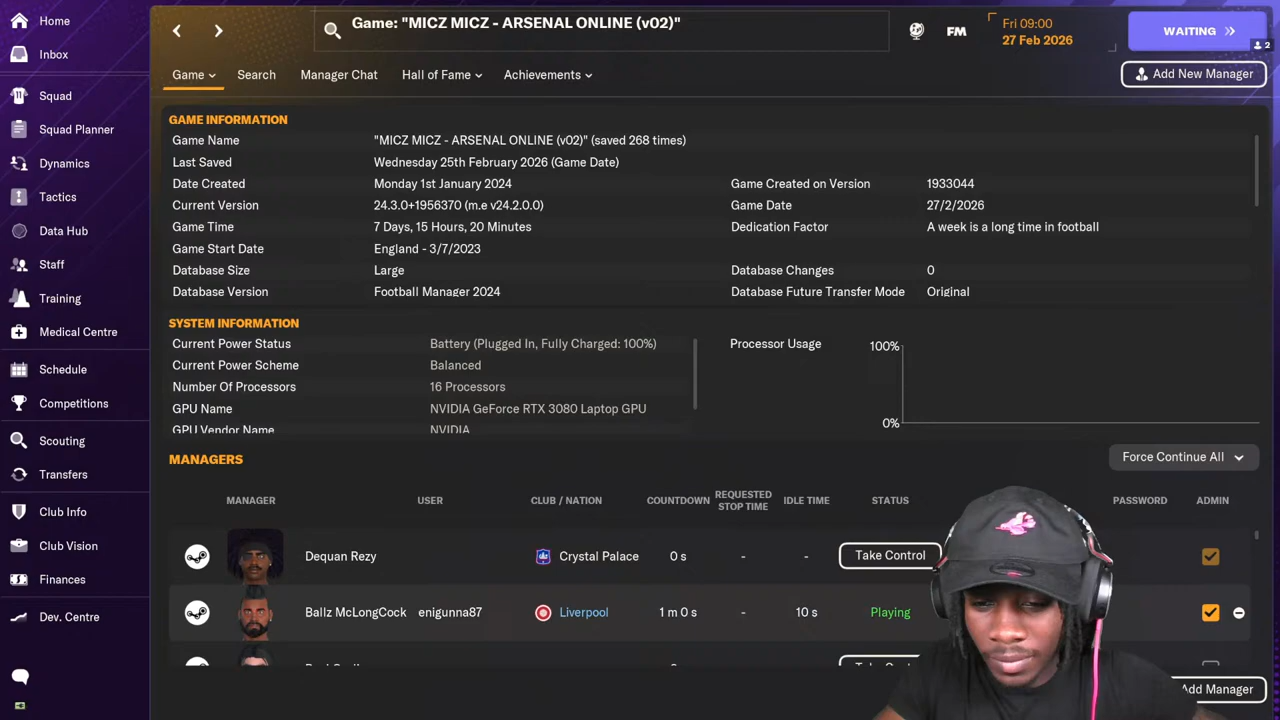 Home
Inbox
Squad
Squad Planner
Dynamics
Tactics
Data Hub
Staff
Training
Medical Centre
Schedule
Competitions
Scouting
Transfers
Club Info
Club Vision
Finances
Dev. Centre
Game: "MICZ MICZ - ARSENAL ONLINE (v02)"
FM
Fri 09:00
27 Feb 2026
WAITING
2
Game
Search
Manager Chat
Hall of Fame
Achievements
Add New Manager
GAME INFORMATION
Game Name "MICZ MICZ - ARSENAL ONLINE (v02)" (saved 268 times)
Last Saved Wednesday 25th February 2026 (Game Date)
Date Created Monday 1st January 2024 Game Created on Version 1933044
Current Version 24.3.0+1956370 (m.e v24.2.0.0) Game Date 27/2/2026
Game Time 7 Days, 15 Hours, 20 Minutes Dedication Factor A week is a long time in football
Game Start Date England - 3/7/2023
Database Size Large Database Changes 0
Database Version Football Manager 2024 Database Future Transfer Mode Original
SYSTEM INFORMATION
Current Power Status Battery (Plugged In, Fully Charged: 100%) Processor Usage 100%
Current Power Scheme Balanced
Number Of Processors 16 Processors
GPU Name NVIDIA GeForce RTX 3080 Laptop GPU
0%
GPU Vendor Name NVIDIA
MANAGERS
Force Continue All
MANAGER USER CLUB / NATION COUNTDOWN REQUESTED STOP TIME IDLE TIME STATUS PASSWORD ADMIN
Dequan Rezy Crystal Palace 0 s - - Take Control
Ballz McLongCock enigunna87 Liverpool 1 m 0 s - 10 s Playing
Add Manager